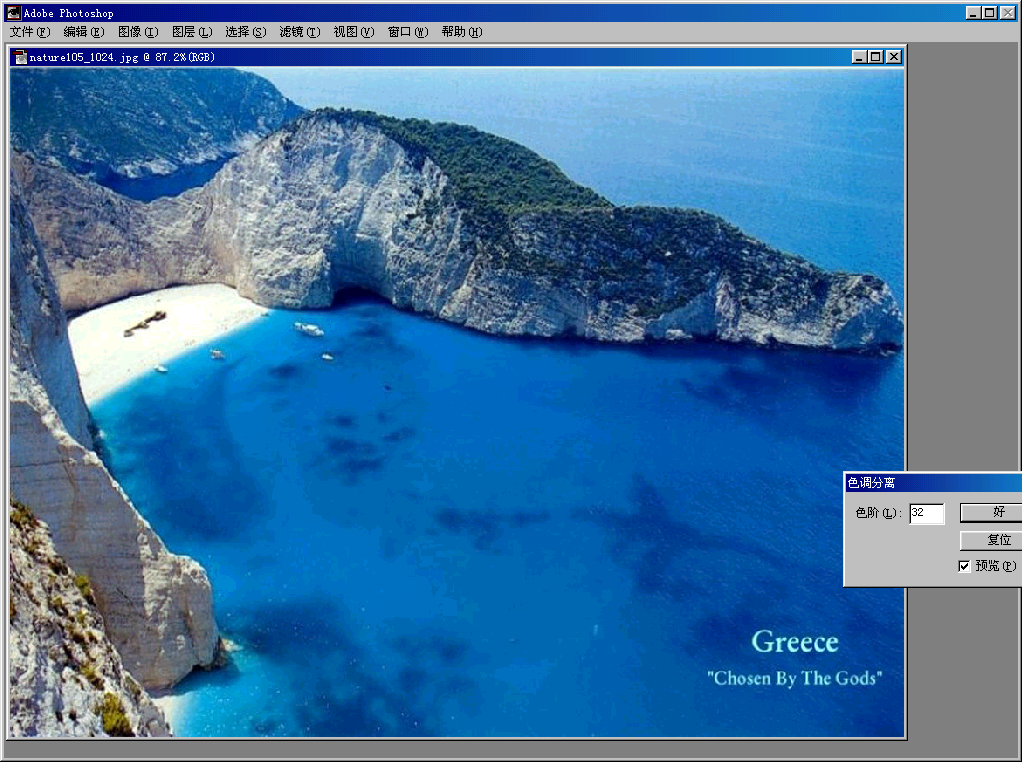 Adobe Photoshop
文件(F) 编辑(E) 图像(I) 图层(L) 选择(S) 滤镜(T) 视图(V) 窗口(W) 帮助(H)
nature105_1024.jpg @ 87.2%(RGB)
色调分离
色阶(L): 32 好
复位
预览(P)
Greece
"Chosen By The Gods"